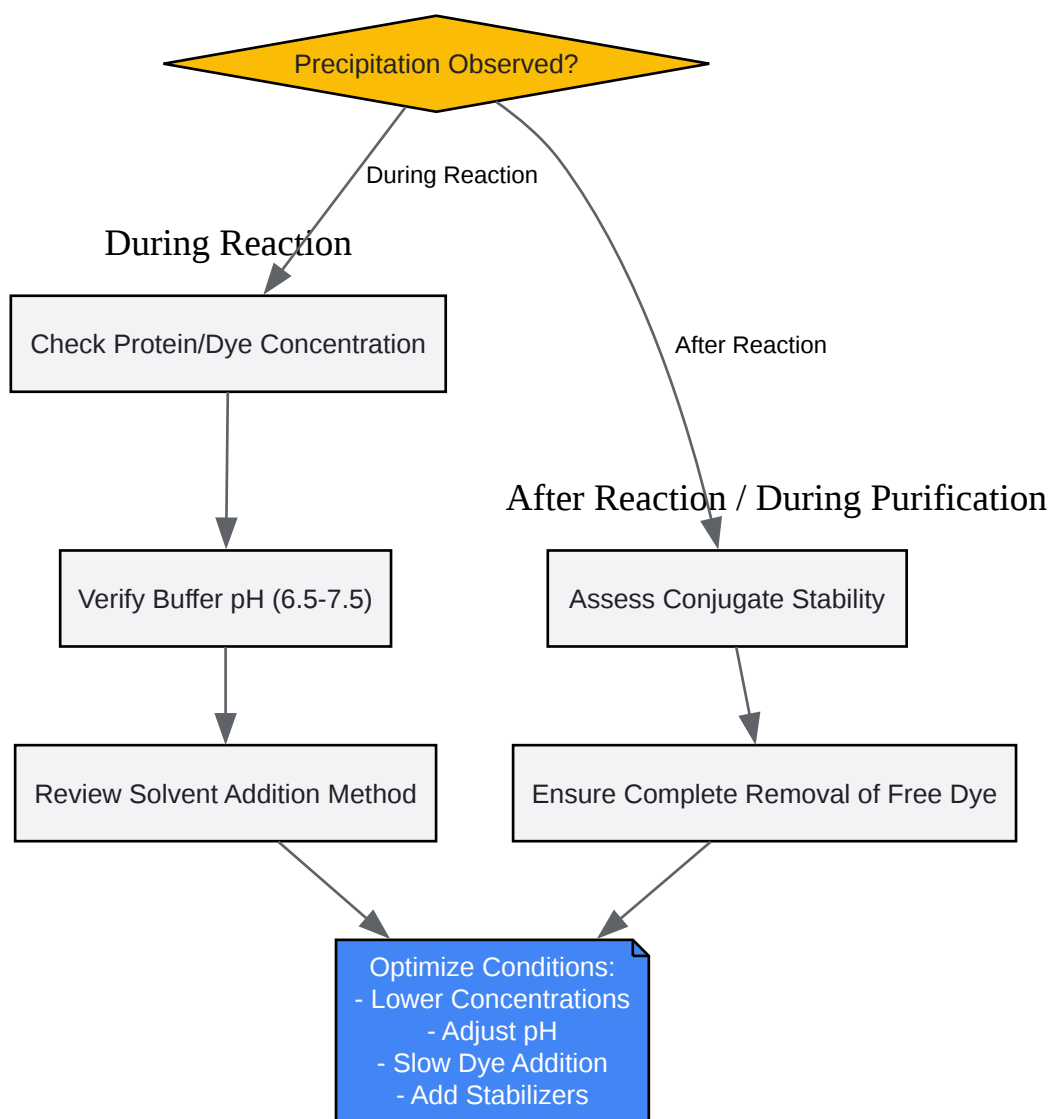 Precipitation Observed?
During Reaction
During Reaction
Check Protein/Dye Concentration
After Reaction
After Reaction / During Purification
Verify Buffer pH (6.5-7.5)
Assess Conjugate Stability
Review Solvent Addition Method
Ensure Complete Removal of Free Dye
Optimize Conditions:
- Lower Concentrations
- Adjust pH
- Slow Dye Addition
- Add Stabilizers